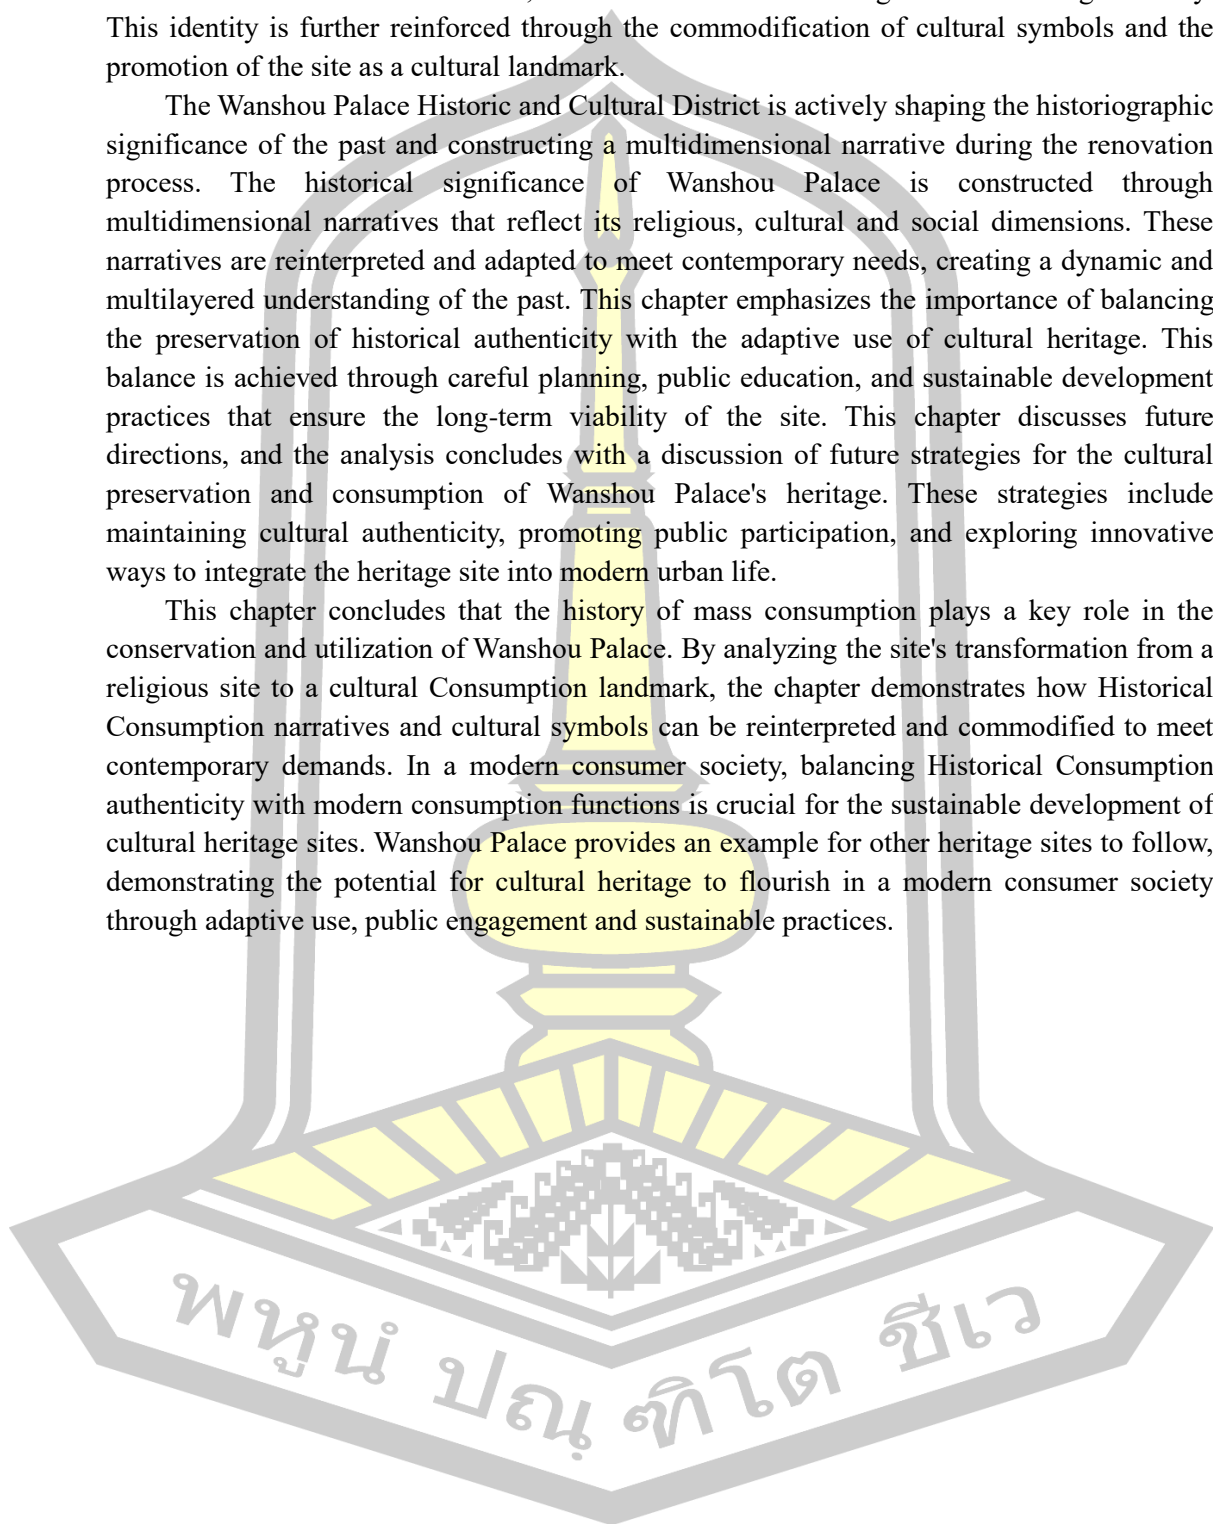 This identity is further reinforced through the commodification of cultural symbols and the
promotion of the site as a cultural landmark.
The Wanshou Palace Historic and Cultural District is actively shaping the historiographic
significance of the past and constructing a multidimensional narrative during the renovation
process. The historical significance of Wanshou Palace is constructed through
multidimensional narratives that reflect its religious, cultural and social dimensions. These
narratives are reinterpreted and adapted to meet contemporary needs, creating a dynamic and
multilayered understanding of the past. This chapter emphasizes the importance of balancing
the preservation of historical authenticity with the adaptive use of cultural heritage. This
balance is achieved through careful planning, public education, and sustainable development
practices that ensure the long-term viability of the site. This chapter discusses future
directions, and the analysis concludes with a discussion of future strategies for the cultural
preservation and consumption of Wanshou Palace's heritage. These strategies include
maintaining cultural authenticity, promoting public participation, and exploring innovative
ways to integrate the heritage site into modern urban life.
This chapter concludes that the history of mass consumption plays a key role in the
conservation and utilization of Wanshou Palace. By analyzing the site's transformation from a
religious site to a cultural Consumption landmark, the chapter demonstrates how Historical
Consumption narratives and cultural symbols can be reinterpreted and commodified to meet
contemporary demands. In a modern consumer society, balancing Historical Consumption
authenticity with modern consumption functions is crucial for the sustainable development of
cultural heritage sites. Wanshou Palace provides an example for other heritage sites to follow,
demonstrating the potential for cultural heritage to flourish in a modern consumer society
through adaptive use, public engagement and sustainable practices.
พหูนํ ปณฺฑิโต ชีเว